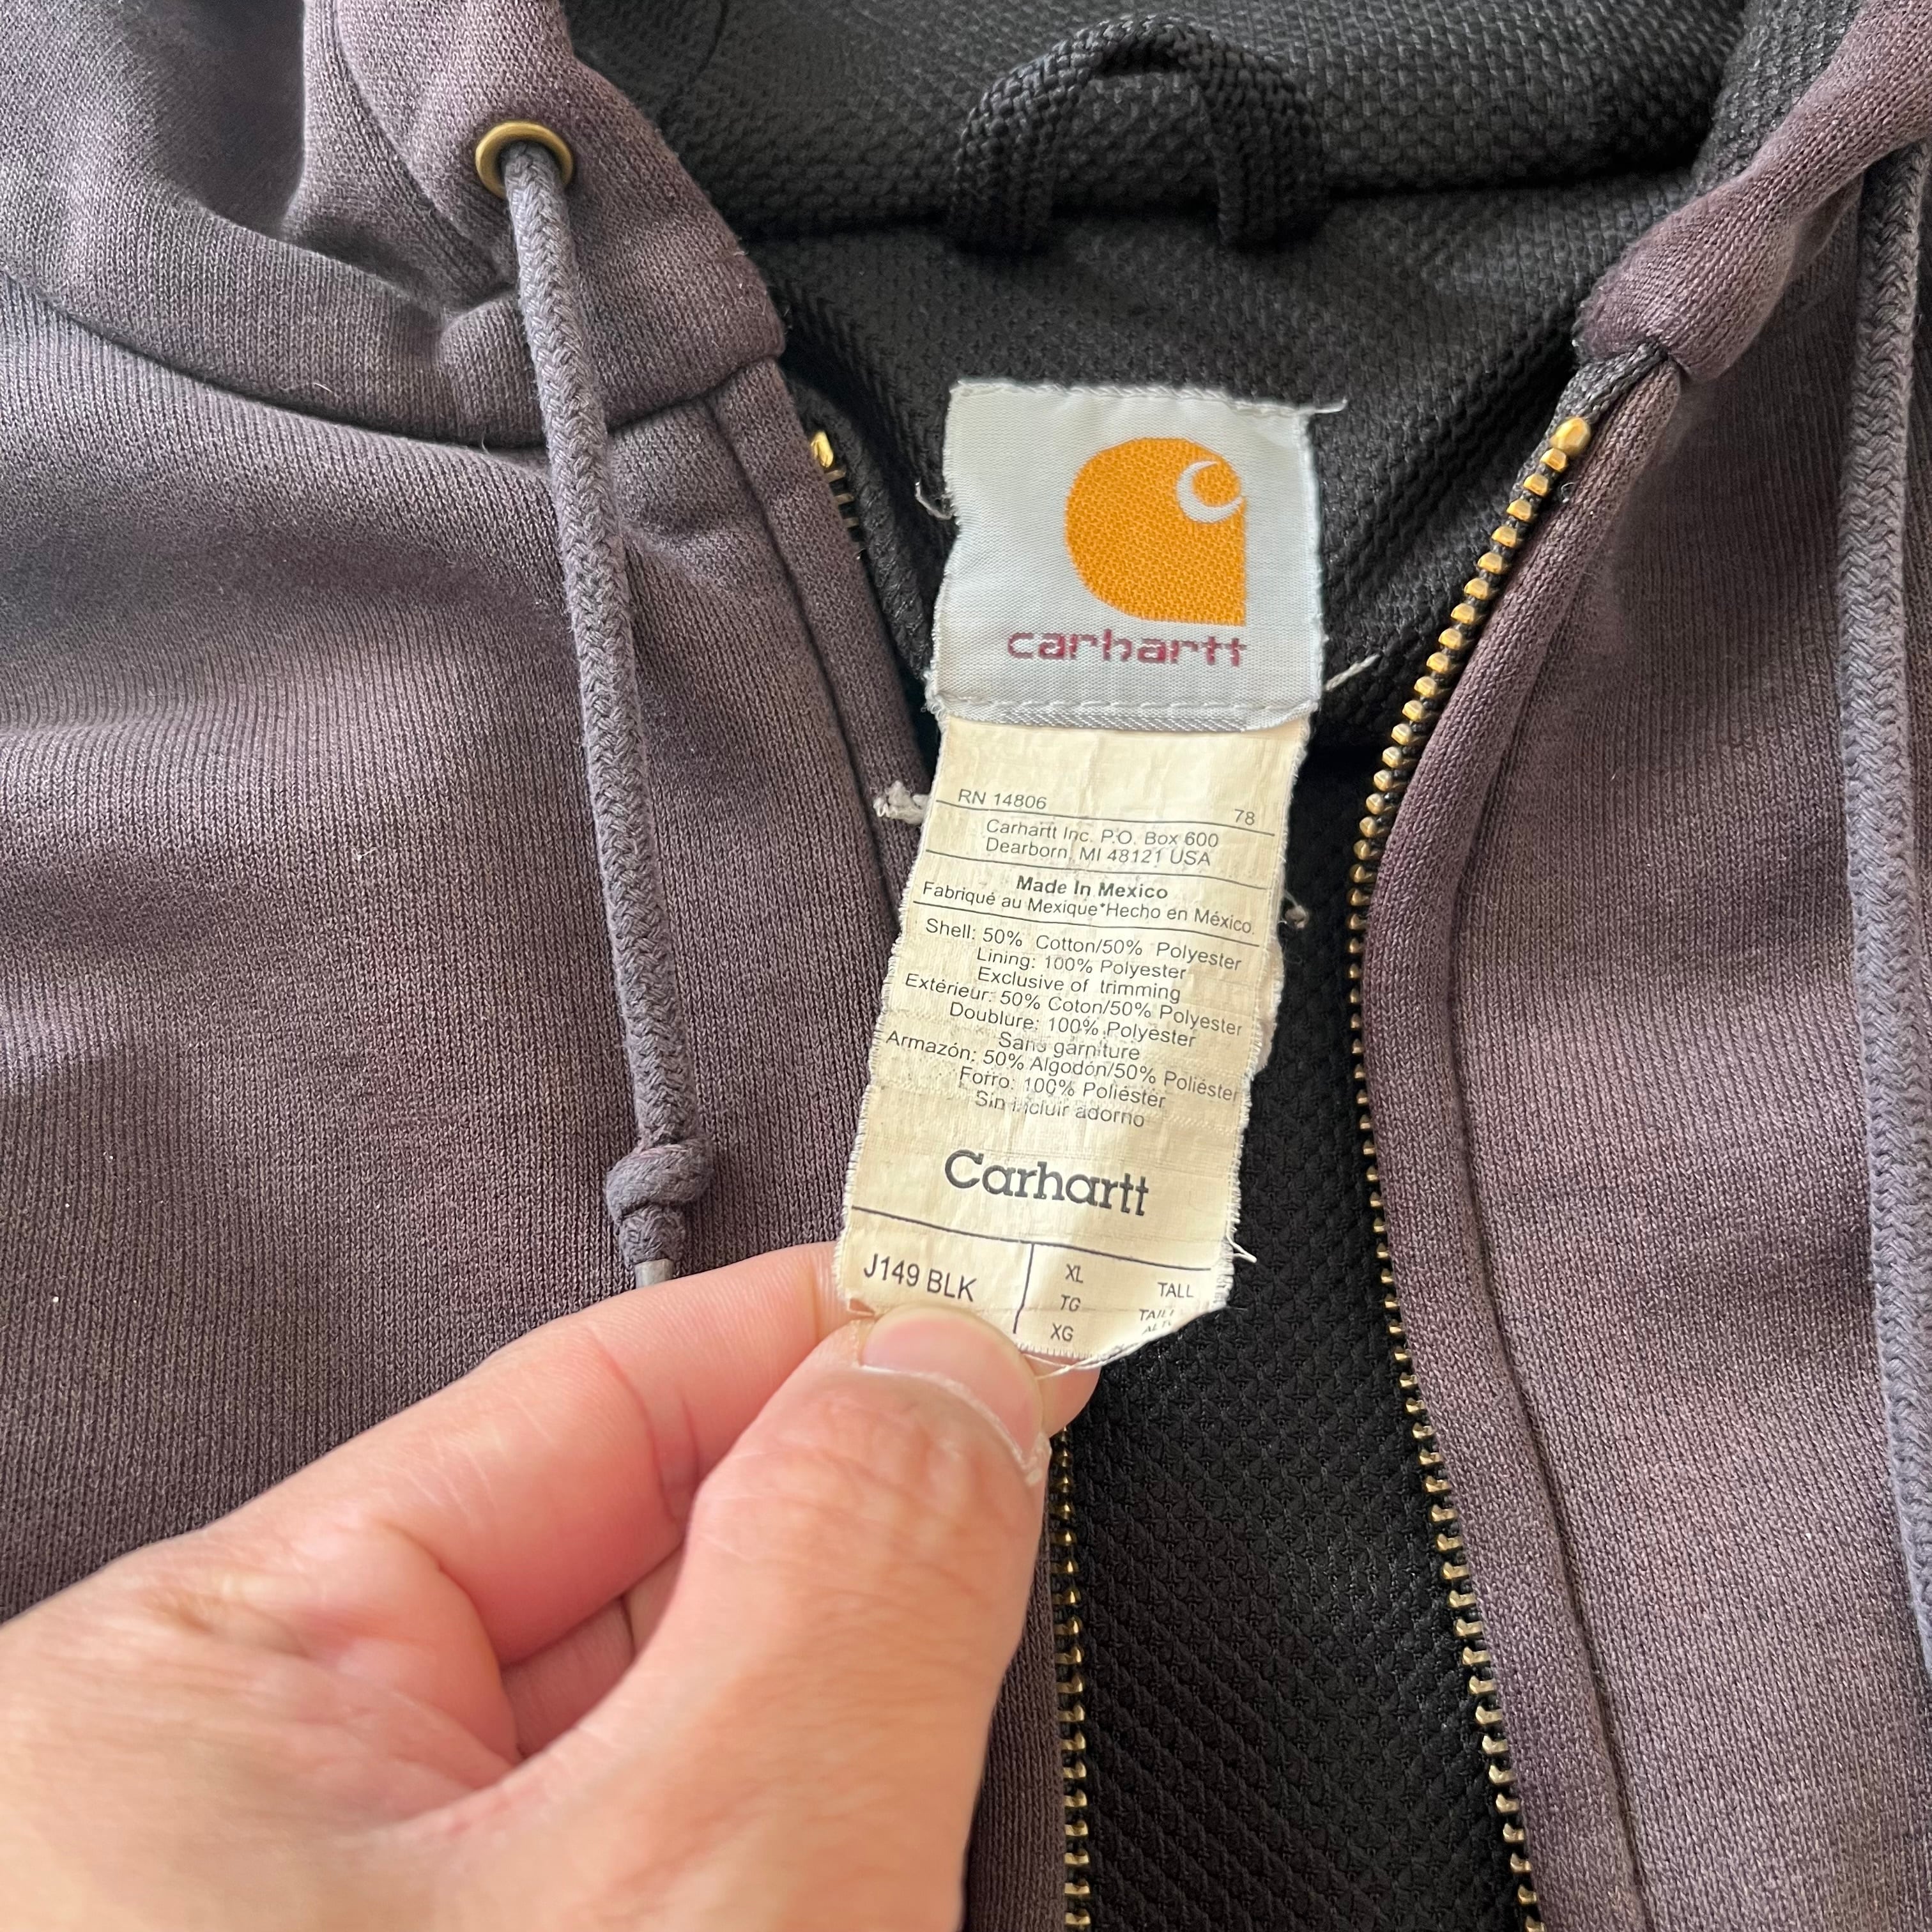 carhartt
RN 14806
78
Carhartt Inc. P.O. Box 600
Dearborn, MI 48121 USA
Made In Mexico
Fabriqué au Mexique*Hecho en México
Shell: 50% Cotton/50% Polyester
Lining: 100% Polyester
Exclusive of trimming
Extérieur: 50% Coton/50% Polyester
Doublure: 100% Polyester
Sans garniture
Armazón: 50% Algodón/50% Poliéster
Forro: 100% Poliéster
Sin incluir adorno
Carhartt
J149 BLK
XL TALL
TG
XG